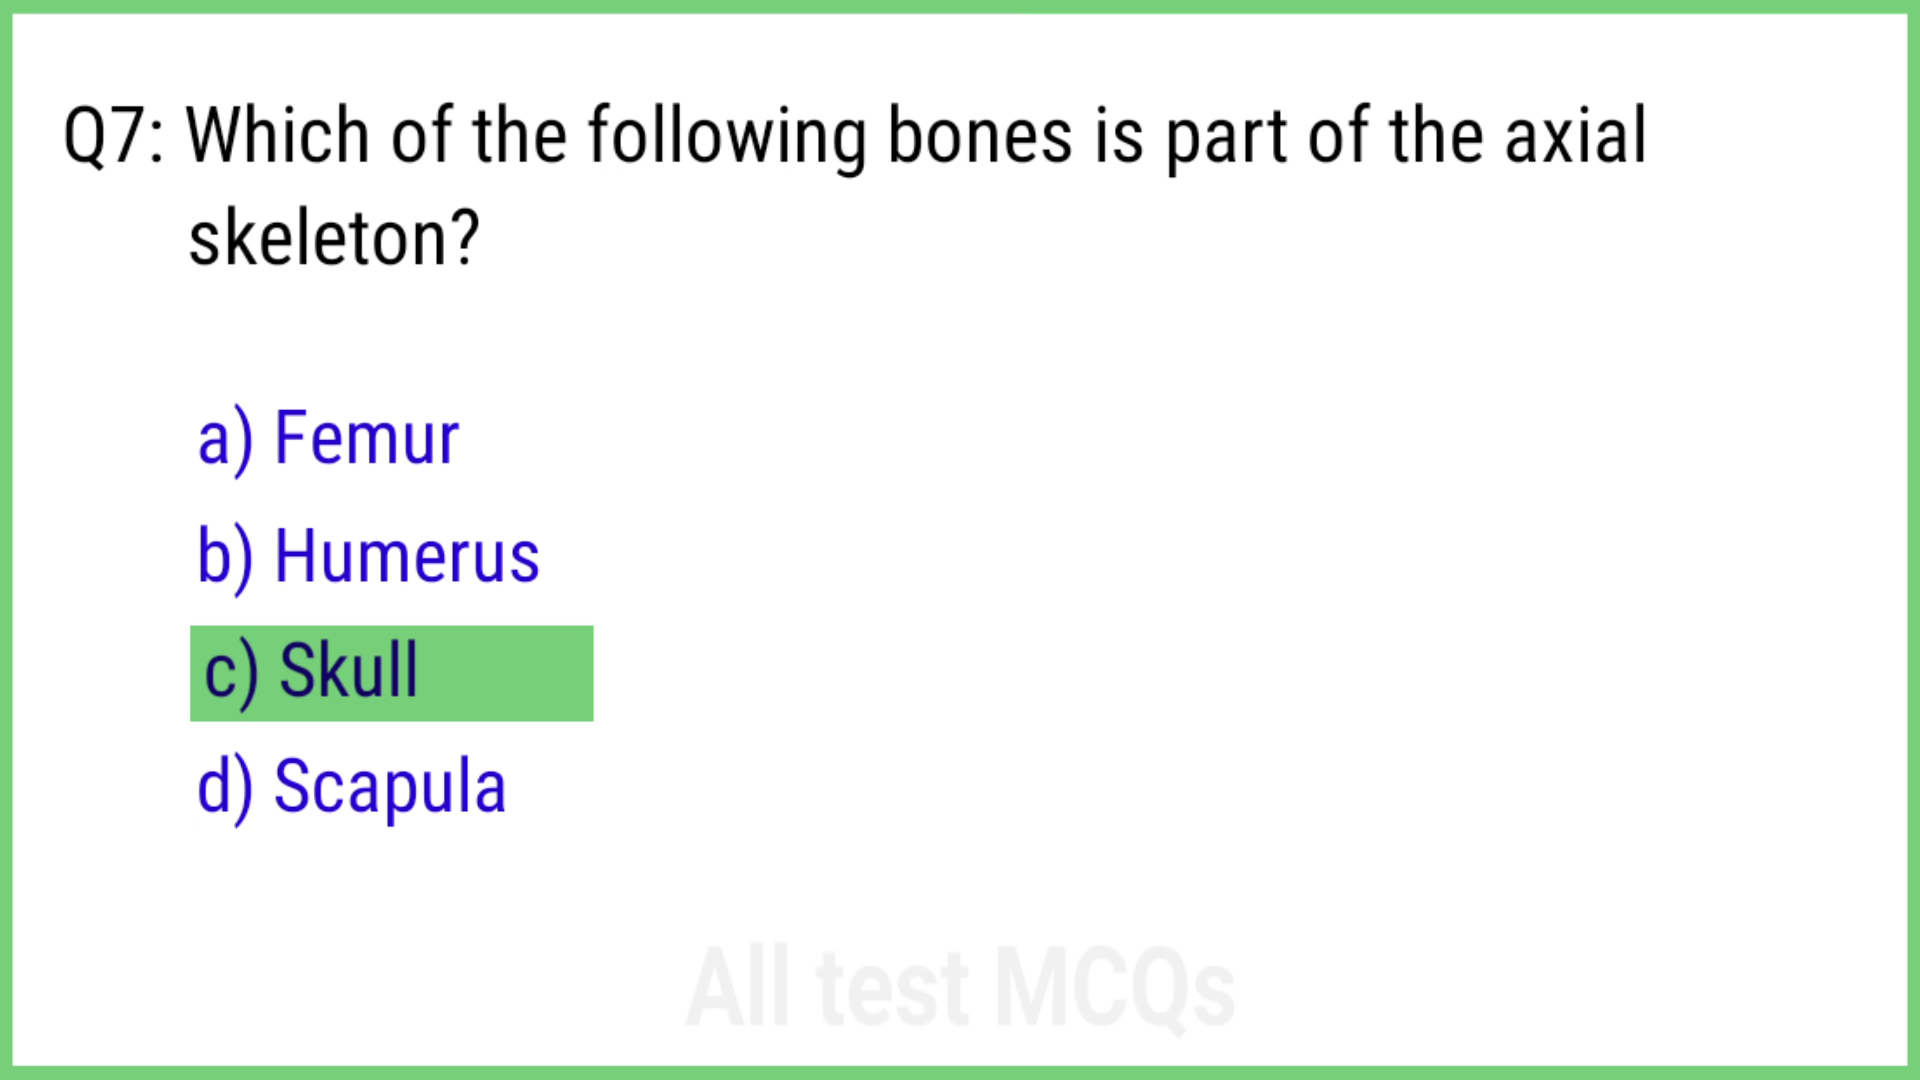 Q7: Which of the following bones is part of the axial
skeleton?
a) Femur
b) Humerus
c) Skull
d) Scapula
All test MCQs